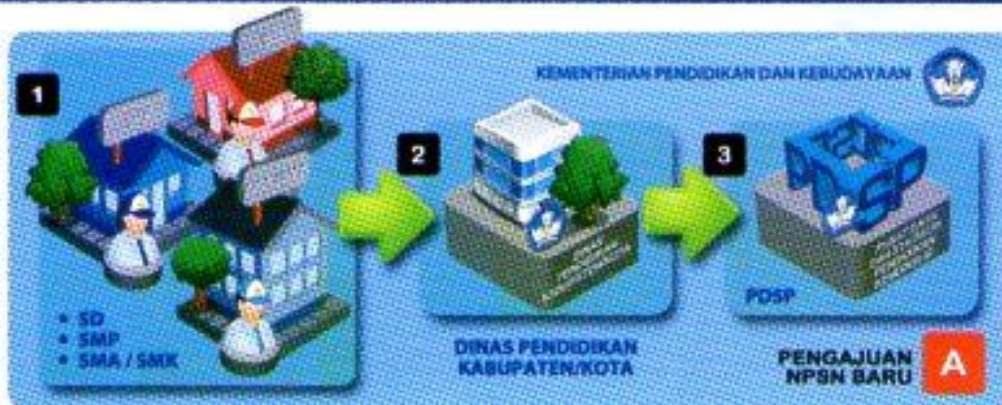 KEMENTERIAN PENDIDIKAN DAN KEBUDAYAAN
1
• SD
• SMP
• SMA / SMK
2
DINAS PENDIDIKAN
KABUPATEN/KOTA
3
PDSP
PDSP
PENGAJUAN
NPSN BARU
A